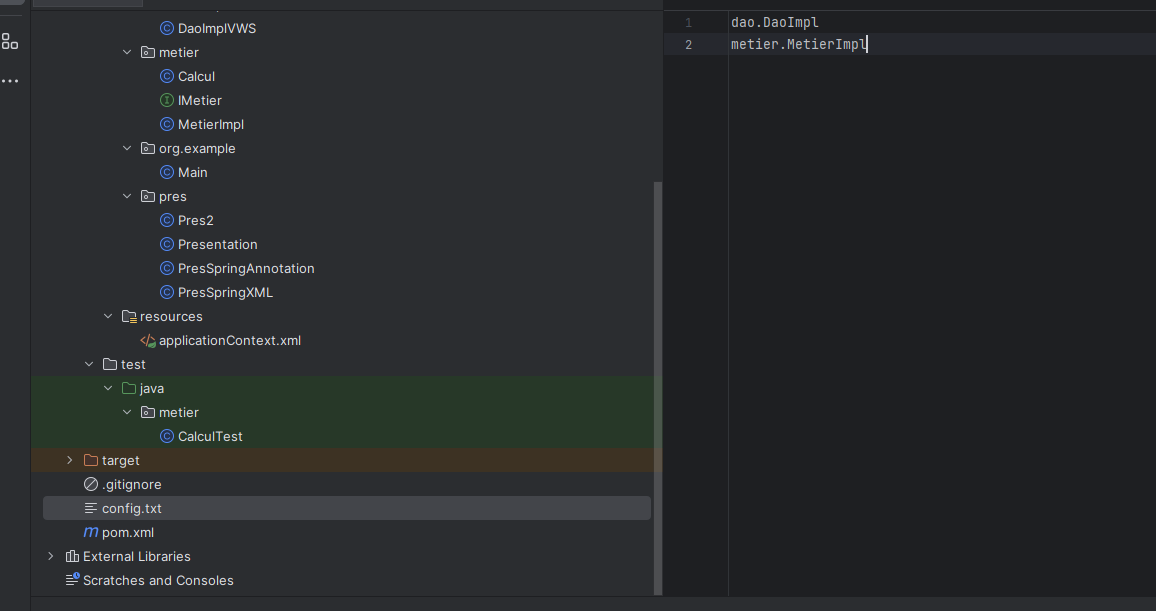 DaoImplVWS
metier
Calcul
IMetier
MetierImpl
org.example
Main
pres
Pres2
Presentation
PresSpringAnnotation
PresSpringXML
resources
applicationContext.xml
test
java
metier
CalculTest
target
.gitignore
config.txt
pom.xml
External Libraries
Scratches and Consoles
1 dao.DaoImpl
2 metier.MetierImpl